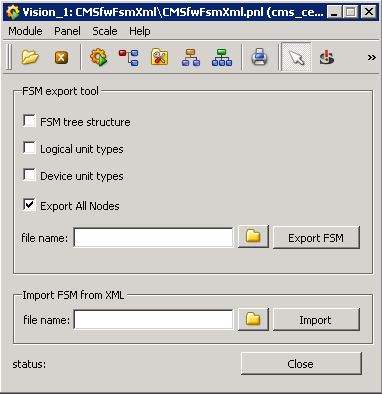 Vision_1: CMSfwFsmXml\CMSfwFsmXml.pnl (cms_ce...
Module Panel Scale Help
FSM export tool
FSM tree structure
Logical unit types
Device unit types
Export All Nodes
file name: Export FSM
Import FSM from XML
file name: Import
status: Close